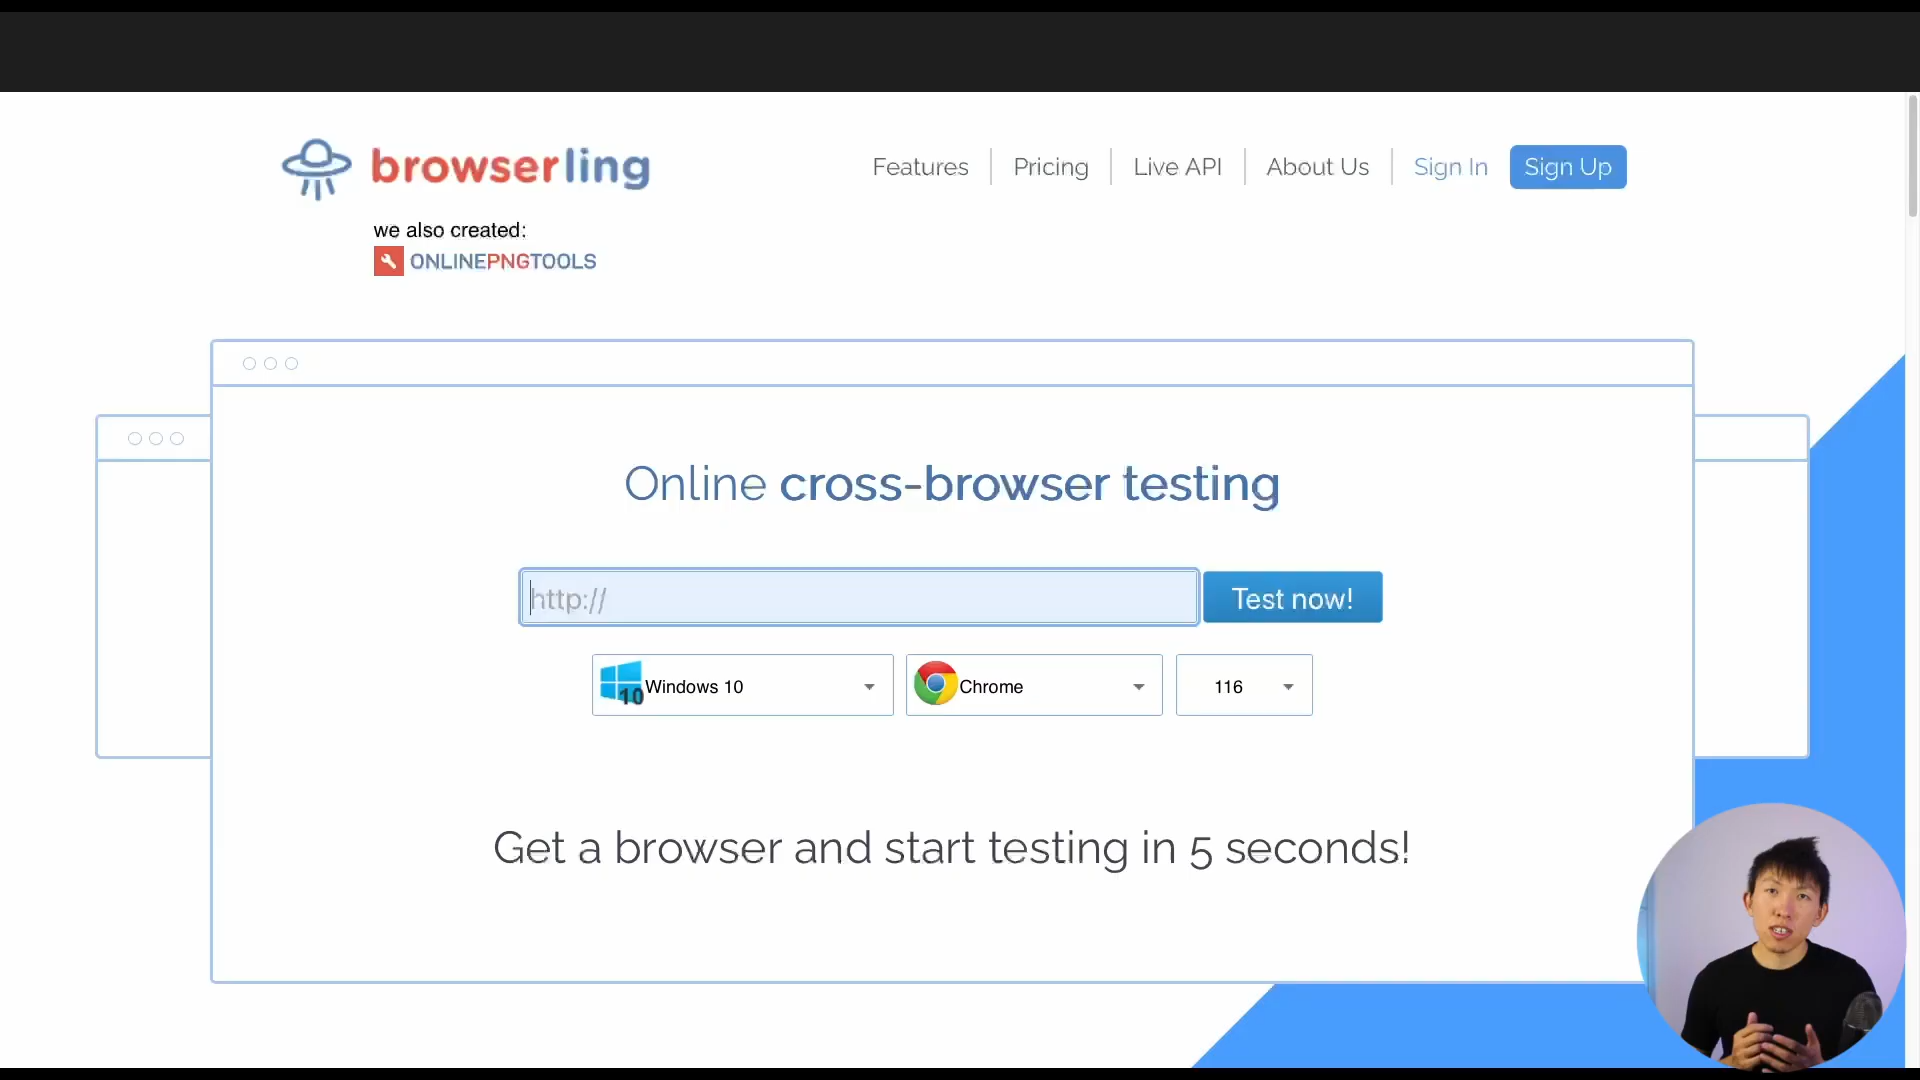 browserling
Features
Pricing
Live API
About Us
Sign In
Sign Up
we also created:
ONLINEPNGTOOLS
Online cross-browser testing
http://
Test now!
10
Windows 10
Chrome
116
Get a browser and start testing in 5 seconds!